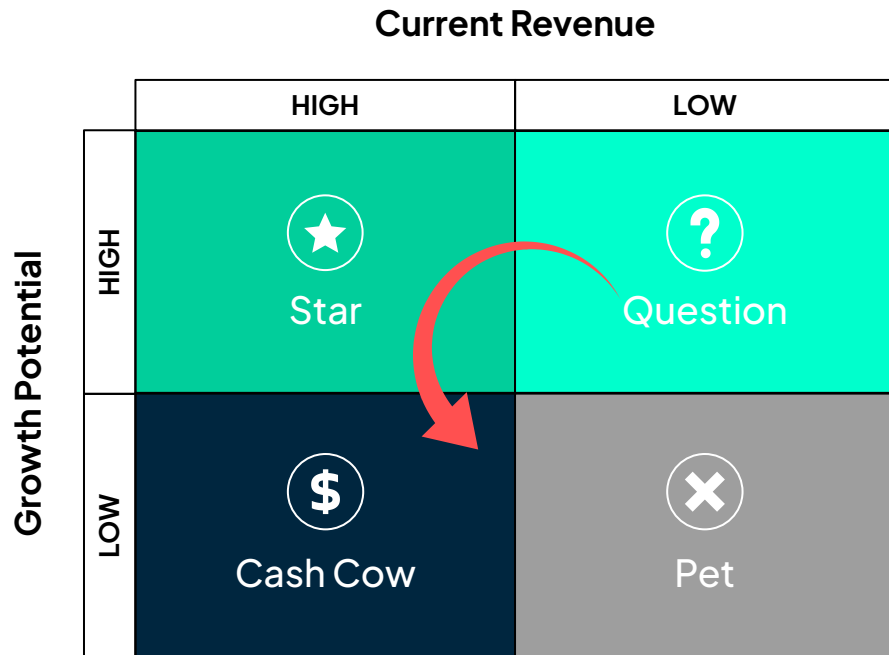 Current Revenue
HIGH
LOW
Growth Potential
HIGH
Star
?
Question
LOW
$
Cash Cow
Pet